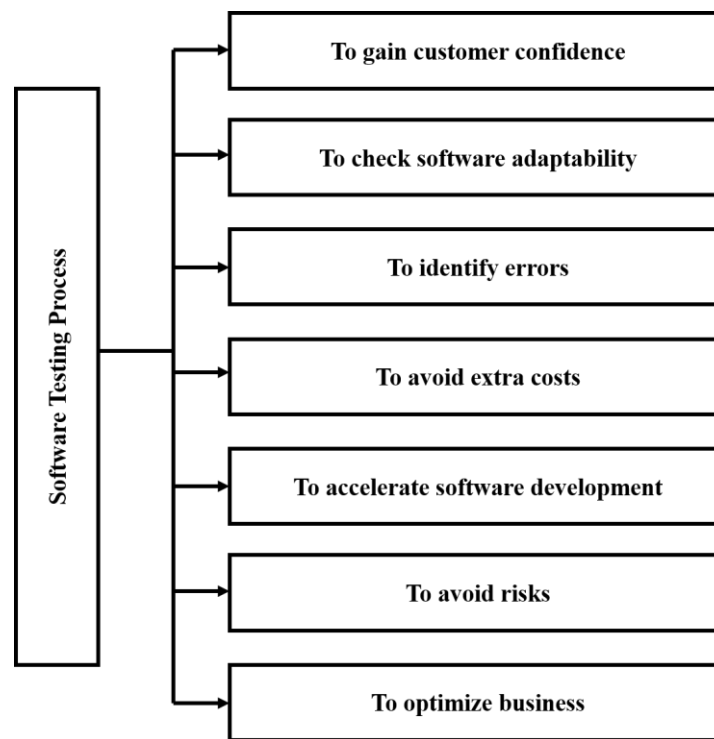 Software Testing Process
To gain customer confidence
To check software adaptability
To identify errors
To avoid extra costs
To accelerate software development
To avoid risks
To optimize business